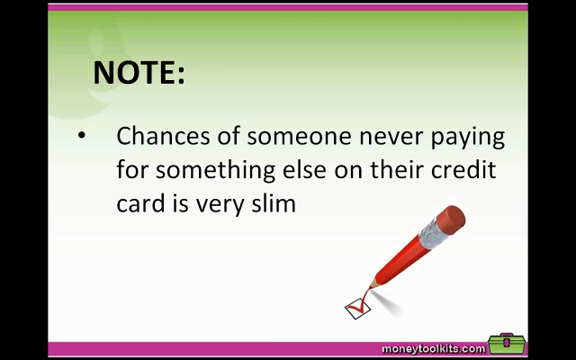 NOTE:
• Chances of someone never paying
for something else on their credit
card is very slim
moneytoolkits.com